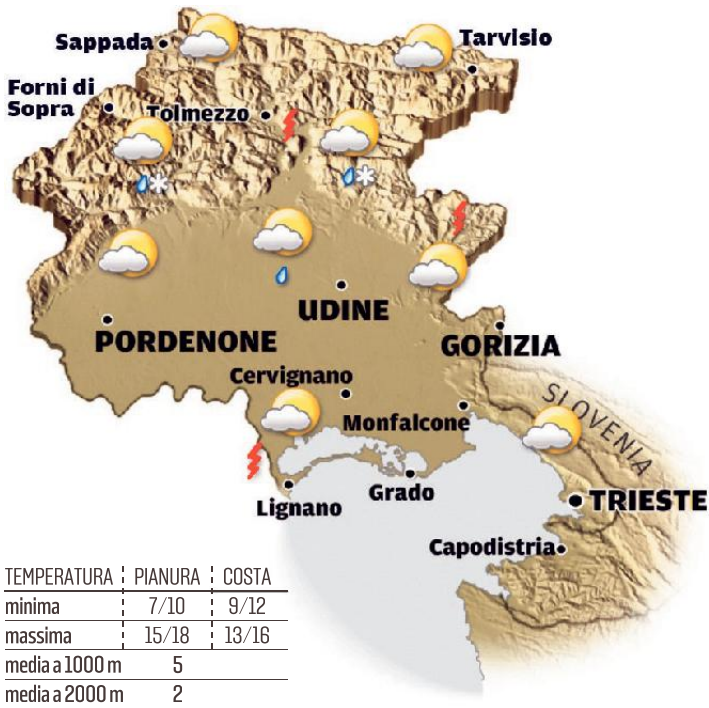 Sappada
Tarvisio
Forni di
Sopra
Tolmezzo
UDINE
PORDENONE
GORIZIA
Cervignano
SLOVENIA
Monfalcone
Lignano
Grado
TRIESTE
Capodistria
TEMPERATURA PIANURA COSTA
minima 7/10 9/12
massima 15/18 13/16
media a 1000 m 5
media a 2000 m 2